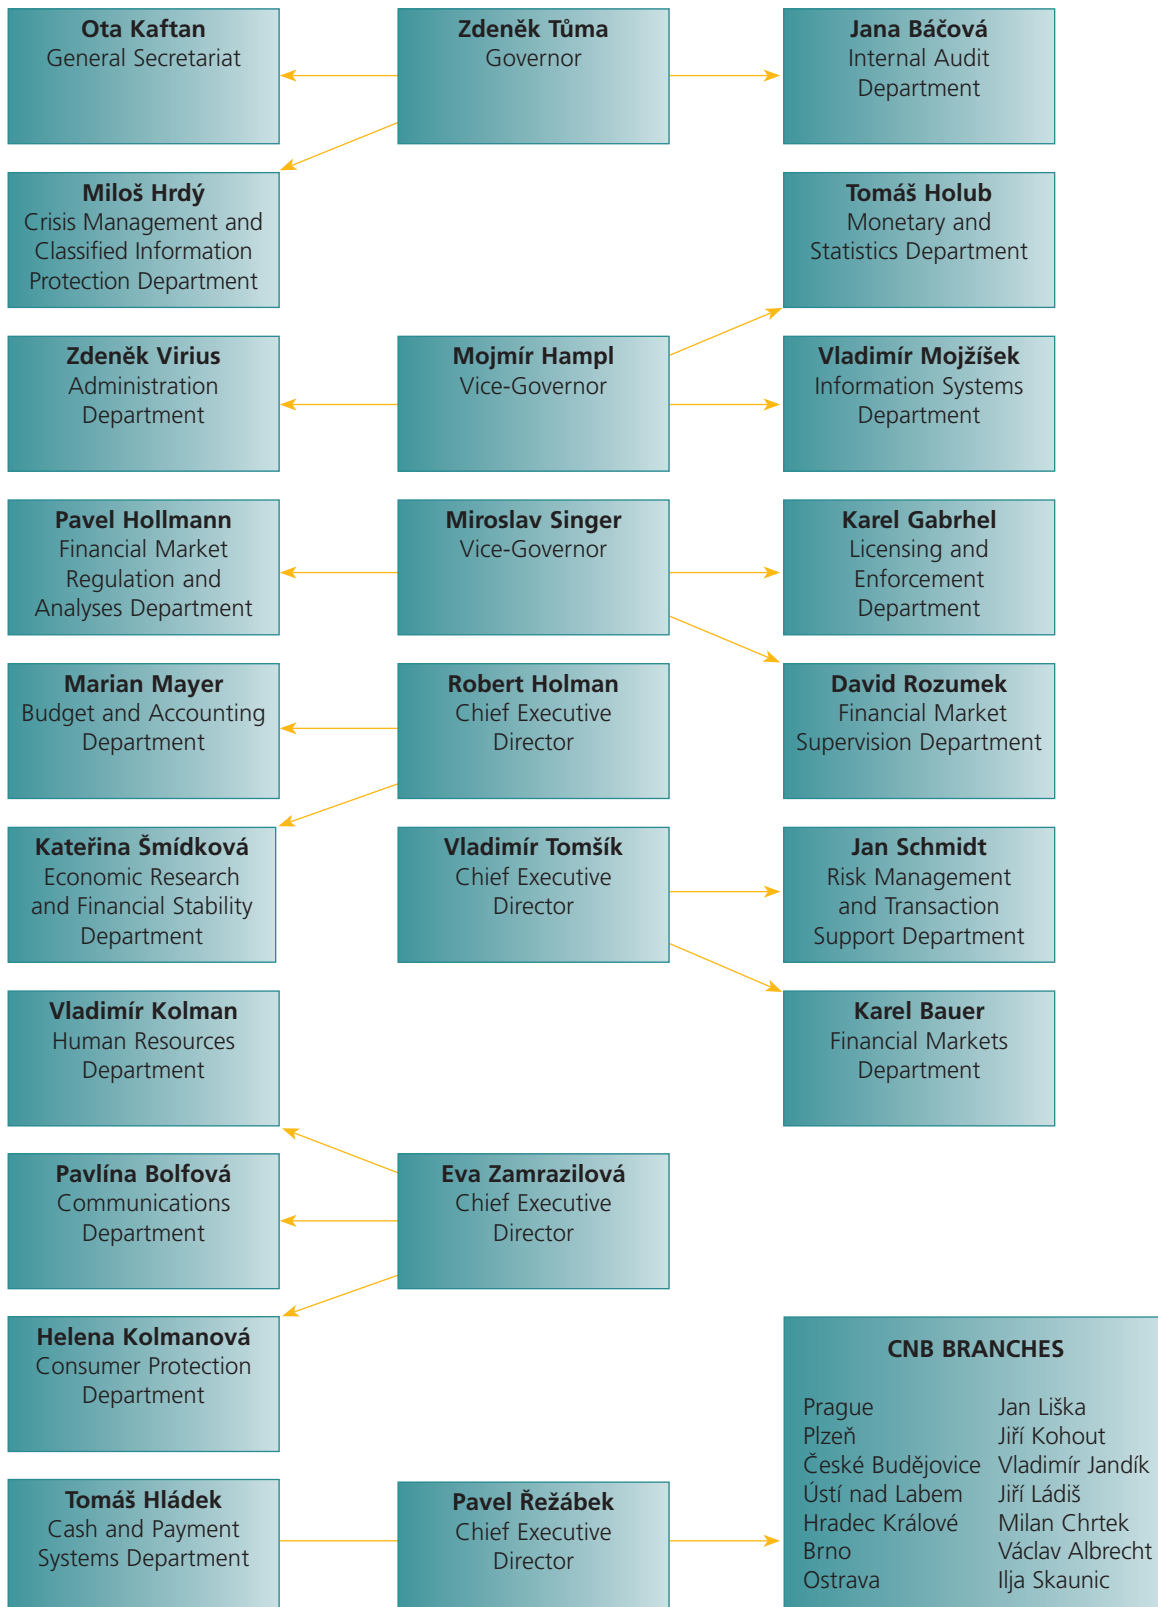 Ota Kaftan
General Secretariat
Zdeněk Tůma
Governor
Jana Báčová
Internal Audit
Department
Miloš Hrdý
Crisis Management and
Classified Information
Protection Department
Tomáš Holub
Monetary and
Statistics Department
Zdeněk Virius
Administration
Department
Mojmír Hampl
Vice-Governor
Vladimír Mojžíšek
Information Systems
Department
Pavel Hollmann
Financial Market
Regulation and
Analyses Department
Miroslav Singer
Vice-Governor
Karel Gabrhel
Licensing and
Enforcement
Department
Marian Mayer
Budget and Accounting
Department
Robert Holman
Chief Executive
Director
David Rozumek
Financial Market
Supervision Department
Kateřina Šmídková
Economic Research
and Financial Stability
Department
Vladimír Tomšík
Chief Executive
Director
Jan Schmidt
Risk Management
and Transaction
Support Department
Vladimír Kolman
Human Resources
Department
Karel Bauer
Financial Markets
Department
Pavlína Bolfová
Communications
Department
Eva Zamrazilová
Chief Executive
Director
Helena Kolmanová
Consumer Protection
Department
CNB BRANCHES
Prague Jan Liška
Plzeň Jiří Kohout
České Budějovice Vladimír Jandík
Ústí nad Labem Jiří Ládiš
Hradec Králové Milan Chrtek
Brno Václav Albrecht
Ostrava Ilja Skaunic
Tomáš Hládek
Cash and Payment
Systems Department
Pavel Řežábek
Chief Executive
Director